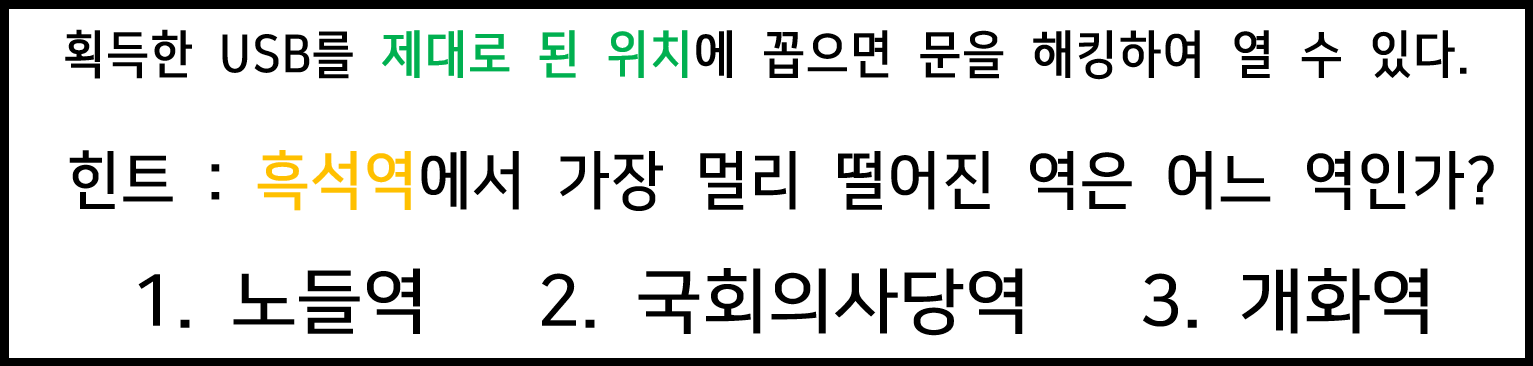 획득한 USB를 제대로 된 위치에 꼽으면 문을 해킹하여 열 수 있다.
힌트 : 흑석역에서 가장 멀리 떨어진 역은 어느 역인가?
1. 노들역 2. 국회의사당역 3. 개화역